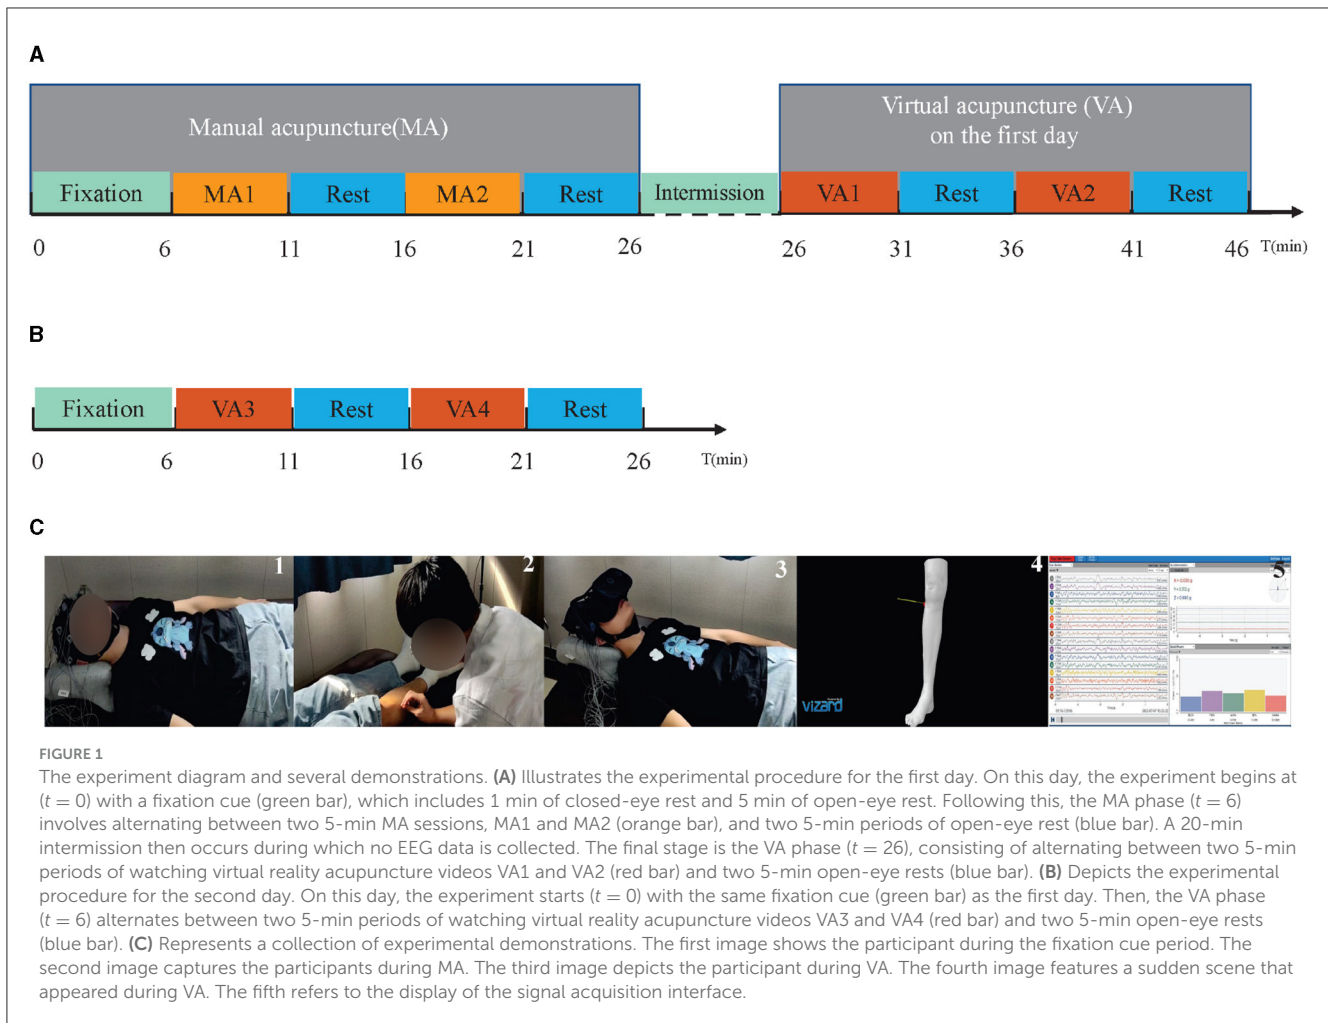 A
Manual acupuncture(MA)
Virtual acupuncture (VA)
on the first day
Fixation MA1 Rest MA2 Rest Intermission VA1 Rest VA2 Rest
0 6 11 16 21 26 26 31 36 41 46 T(min)
B
Fixation VA3 Rest VA4 Rest
0 6 11 16 21 26 T(min)
C
1 2 3 4 5
vizard
FIGURE 1
The experiment diagram and several demonstrations. (A) Illustrates the experimental procedure for the first day. On this day, the experiment begins at
(t = 0) with a fixation cue (green bar), which includes 1 min of closed-eye rest and 5 min of open-eye rest. Following this, the MA phase (t = 6)
involves alternating between two 5-min MA sessions, MA1 and MA2 (orange bar), and two 5-min periods of open-eye rest (blue bar). A 20-min
intermission then occurs during which no EEG data is collected. The final stage is the VA phase (t = 26), consisting of alternating between two 5-min
periods of watching virtual reality acupuncture videos VA1 and VA2 (red bar) and two 5-min open-eye rests (blue bar). (B) Depicts the experimental
procedure for the second day. On this day, the experiment starts (t = 0) with the same fixation cue (green bar) as the first day. Then, the VA phase
(t = 6) alternates between two 5-min periods of watching virtual reality acupuncture videos VA3 and VA4 (red bar) and two 5-min open-eye rests
(blue bar). (C) Represents a collection of experimental demonstrations. The first image shows the participant during the fixation cue period. The
second image captures the participants during MA. The third image depicts the participant during VA. The fourth image features a sudden scene that
appeared during VA. The fifth refers to the display of the signal acquisition interface.